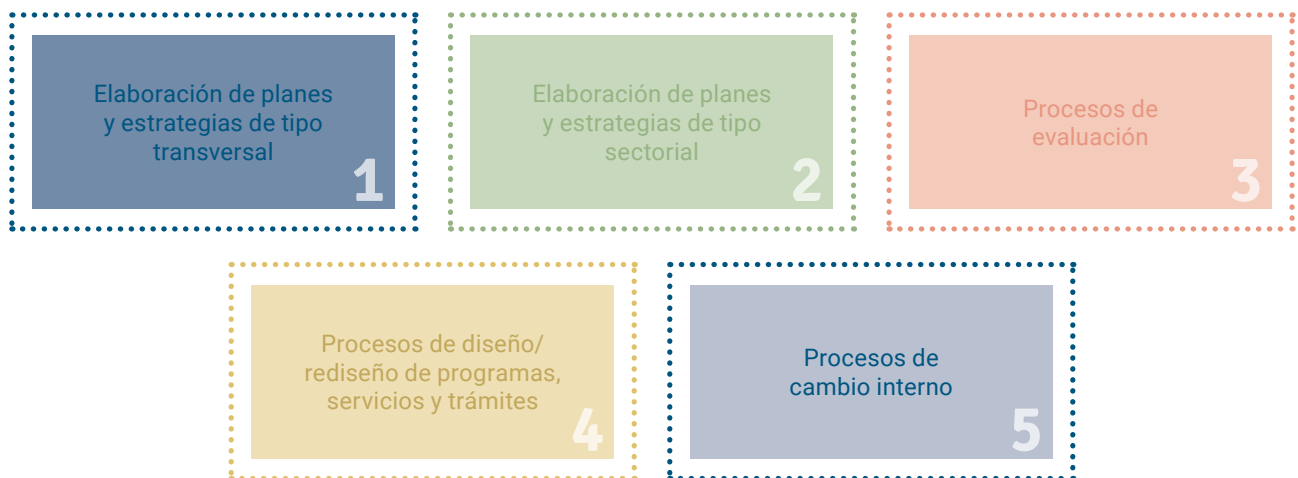 Elaboración de planes
y estrategias de tipo
transversal
1
Elaboración de planes
y estrategias de tipo
sectorial
2
Procesos de
evaluación
3
Procesos de diseño/
rediseño de programas,
servicios y trámites
4
Procesos de
cambio interno
5